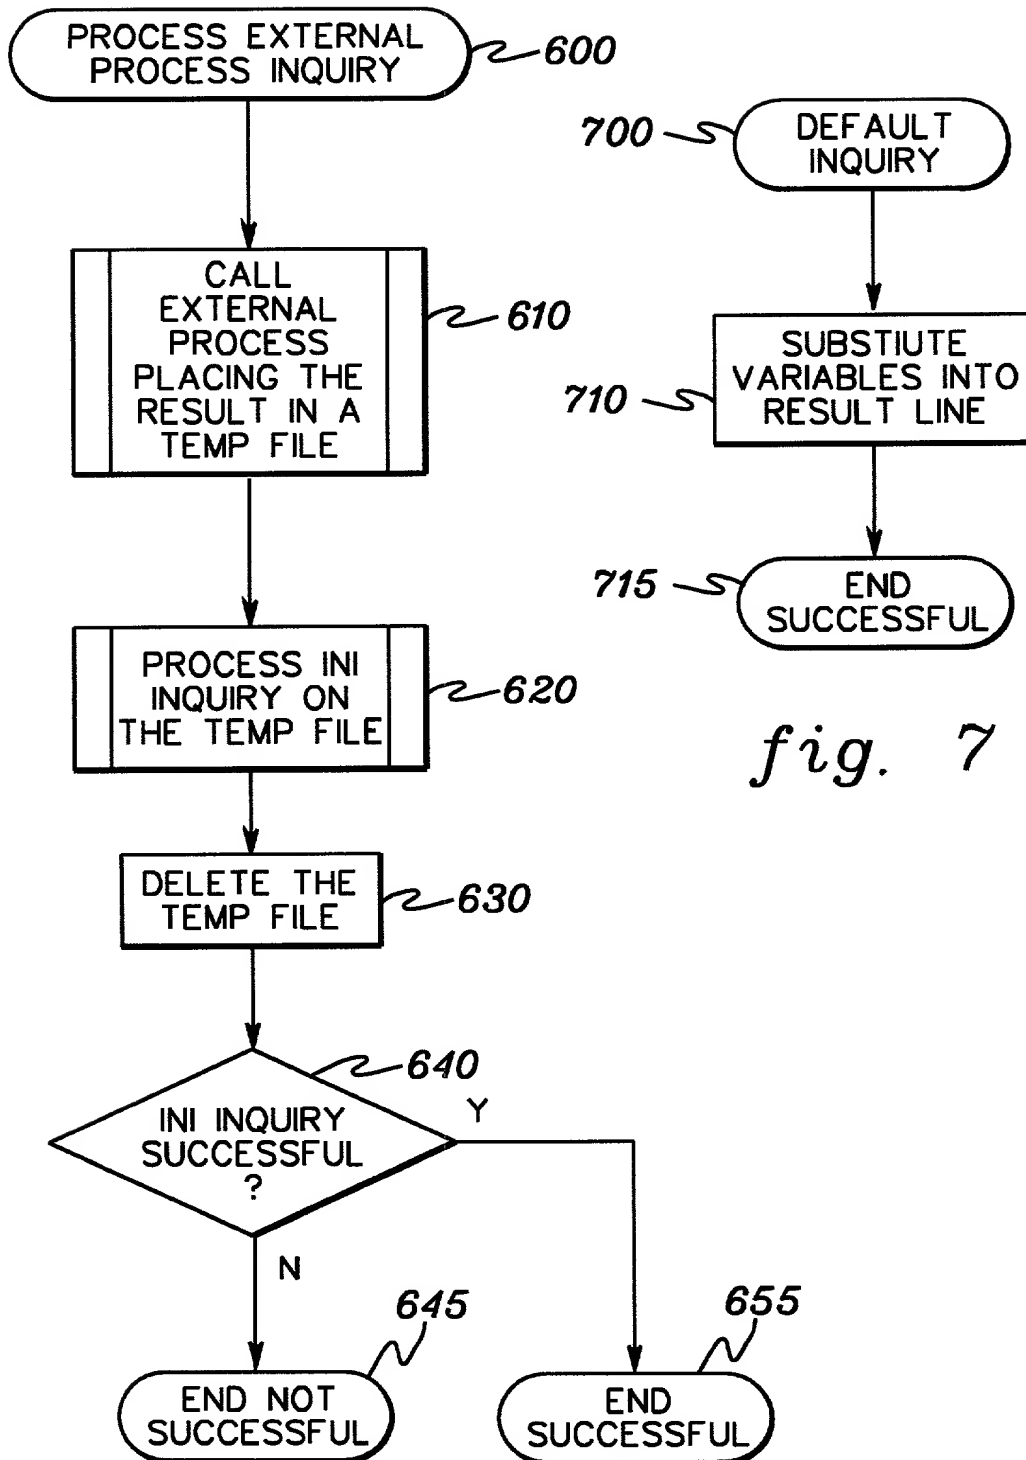 PROCESS EXTERNAL
PROCESS INQUIRY
600
CALL
EXTERNAL
PROCESS
PLACING THE
RESULT IN A
TEMP FILE
610
PROCESS INI
INQUIRY ON
THE TEMP FILE
620
DELETE THE
TEMP FILE
630
INI INQUIRY
SUCCESSFUL
?
640
Y
N
645
END NOT
SUCCESSFUL
655
END
SUCCESSFUL
700
DEFAULT
INQUIRY
SUBSTIUTE
VARIABLES INTO
RESULT LINE
710
715
END
SUCCESSFUL
fig. 7